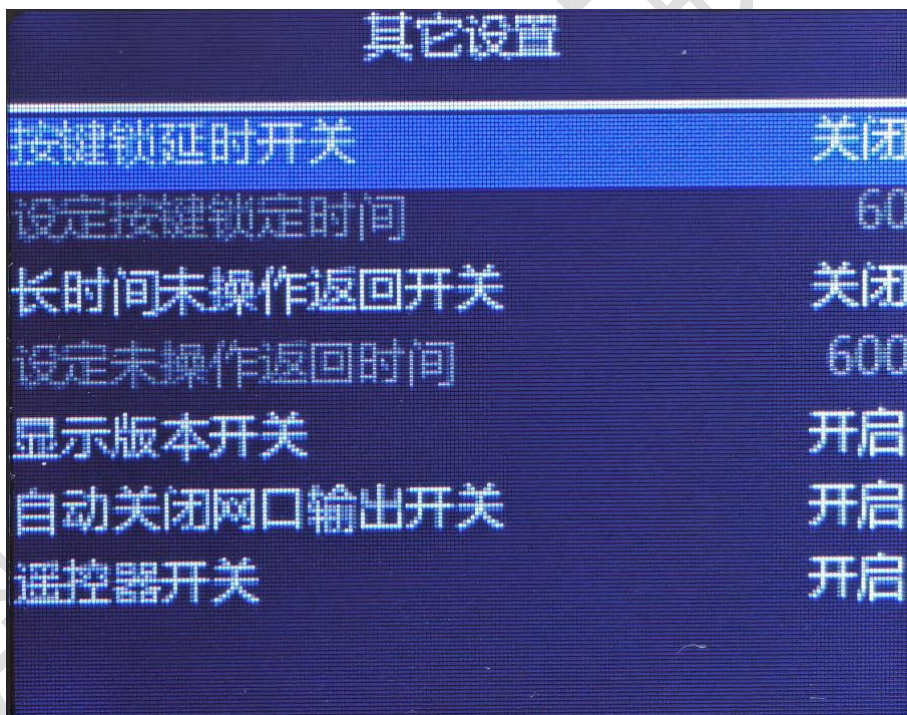 其它设置
按键锁延时开关 关闭
设定按键锁定时间 60
长时间未操作返回开关 关闭
设定未操作返回时间 600
显示版本开关 开启
自动关闭网口输出开关 开启
遥控器开关 开启